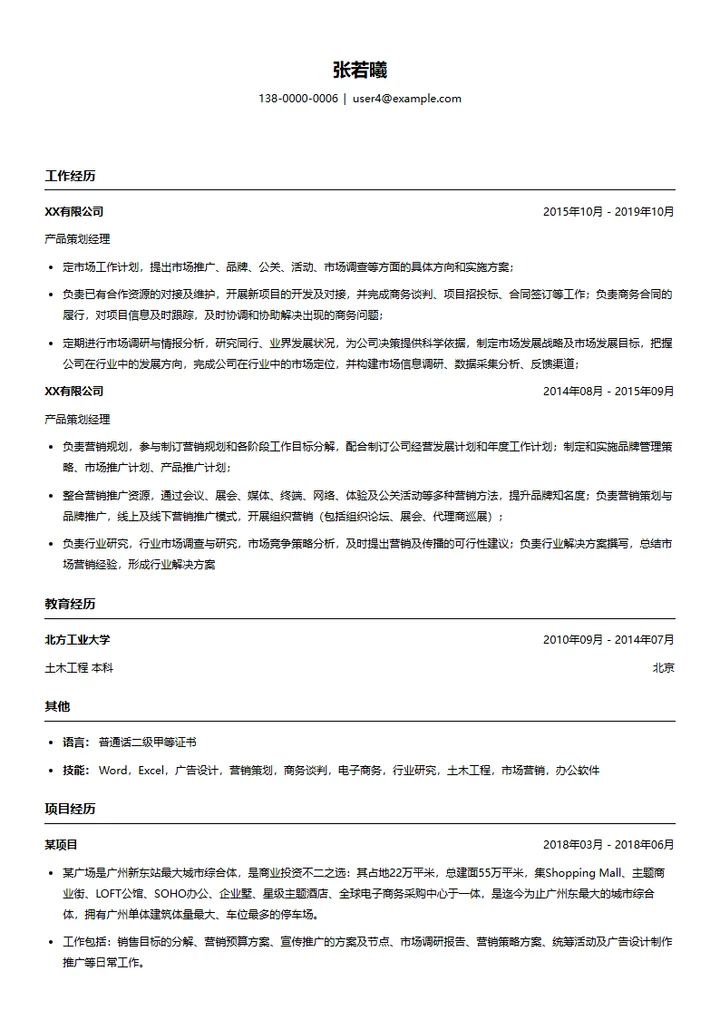 张若曦
138-0000-0006 | user4@example.com
工作经历
XX有限公司 2015年10月 - 2019年10月
产品策划经理
• 定市场工作计划，提出市场推广、品牌、公关、活动、市场调查等方面的具体方向和实施方案；
• 负责已有合作资源的对接及维护，开展新项目的开发及对接，并完成商务谈判、项目招投标、合同签订等工作；负责商务合同的
履行，对项目信息及时跟踪，及时协调和协助解决出现的商务问题；
• 定期进行市场调研与情报分析，研究同行、业界发展状况，为公司决策提供科学依据，制定市场发展战略及市场发展目标，把握
公司在行业中的发展方向，完成公司在行业中的市场定位，并构建市场信息调研、数据采集分析、反馈渠道；
XX有限公司 2014年08月 - 2015年09月
产品策划经理
• 负责营销规划，参与制订营销规划和各阶段工作目标分解，配合制订公司经营发展计划和年度工作计划；制定和实施品牌管理策
略、市场推广计划、产品推广计划；
• 整合营销推广资源，通过会议、展会、媒体、终端、网络、体验及公关活动等多种营销方法，提升品牌知名度；负责营销策划与
品牌推广，线上及线下营销推广模式，开展组织营销（包括组织论坛、展会、代理商巡展）；
• 负责行业研究，行业市场调查与研究，市场竞争策略分析，及时提出营销及传播的可行性建议；负责行业解决方案撰写，总结市
场营销经验，形成行业解决方案
教育经历
北方工业大学 2010年09月 - 2014年07月
土木工程 本科 北京
其他
• 语言： 普通话二级甲等证书
• 技能： Word，Excel，广告设计，营销策划，商务谈判，电子商务，行业研究，土木工程，市场营销，办公软件
项目经历
某项目 2018年03月 - 2018年06月
• 某广场是广州新东站最大城市综合体，是商业投资不二之选：其占地22万平米，总建面55万平米，集Shopping Mall、主题商
业街、LOFT公馆、SOHO办公、企业墅、星级主题酒店、全球电子商务采购中心于一体，是迄今为止广州东最大的城市综合
体，拥有广州单体建筑体量最大、车位最多的停车场。
• 工作包括：销售目标的分解、营销预算方案、宣传推广的方案及节点、市场调研报告、营销策略方案、统筹活动及广告设计制作
推广等日常工作。